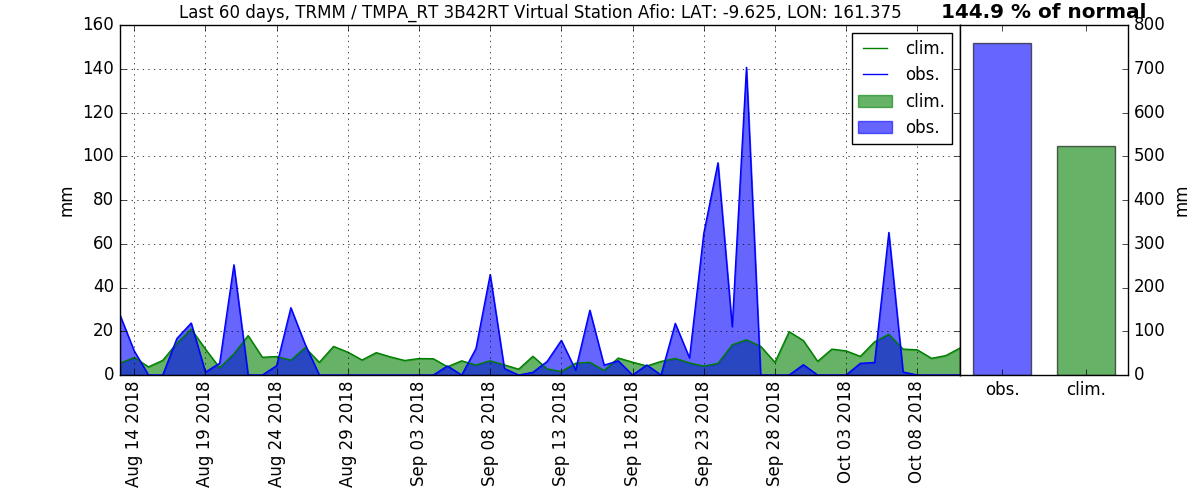 Last 60 days, TRMM / TMPA_RT 3B42RT Virtual Station Afio: LAT: -9.625, LON: 161.375
144.9 % of normal
160
140
120
100
80
60
40
20
0
mm
clim.
obs.
clim.
obs.
Aug 14 2018
Aug 19 2018
Aug 24 2018
Aug 29 2018
Sep 03 2018
Sep 08 2018
Sep 13 2018
Sep 18 2018
Sep 23 2018
Sep 28 2018
Oct 03 2018
Oct 08 2018
800
700
600
500
400
300
200
100
0
mm
obs.
clim.